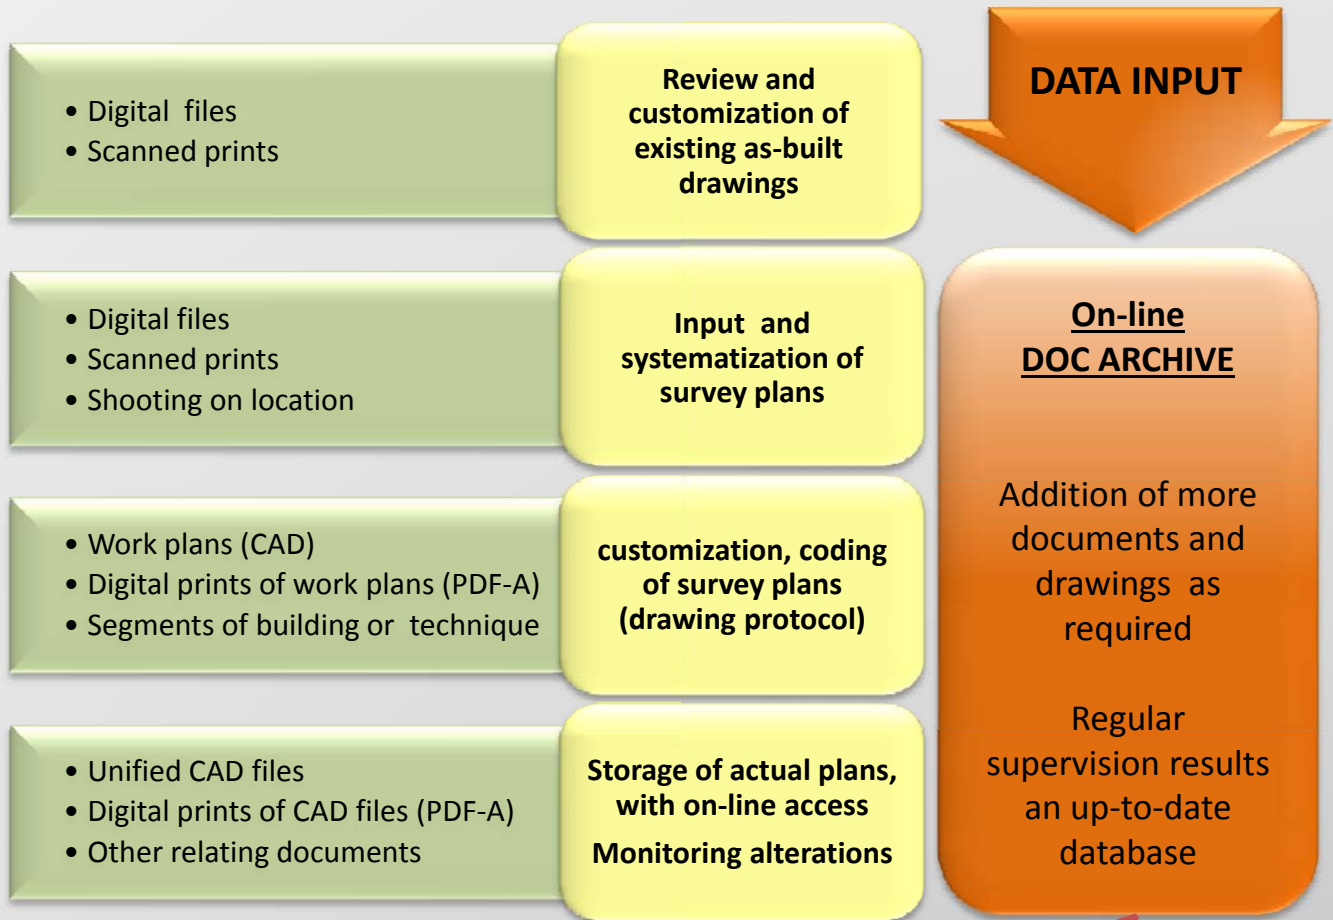 • Digital files
• Scanned prints
Review and
customization of
existing as-built
drawings
DATA INPUT
• Digital files
• Scanned prints
• Shooting on location
Input and
systematization of
survey plans
On-line
DOC ARCHIVE
Addition of more
documents and
drawings as
required
Regular
supervision results
an up-to-date
database
• Work plans (CAD)
• Digital prints of work plans (PDF-A)
• Segments of building or technique
customization, coding
of survey plans
(drawing protocol)
• Unified CAD files
• Digital prints of CAD files (PDF-A)
• Other relating documents
Storage of actual plans,
with on-line access
Monitoring alterations